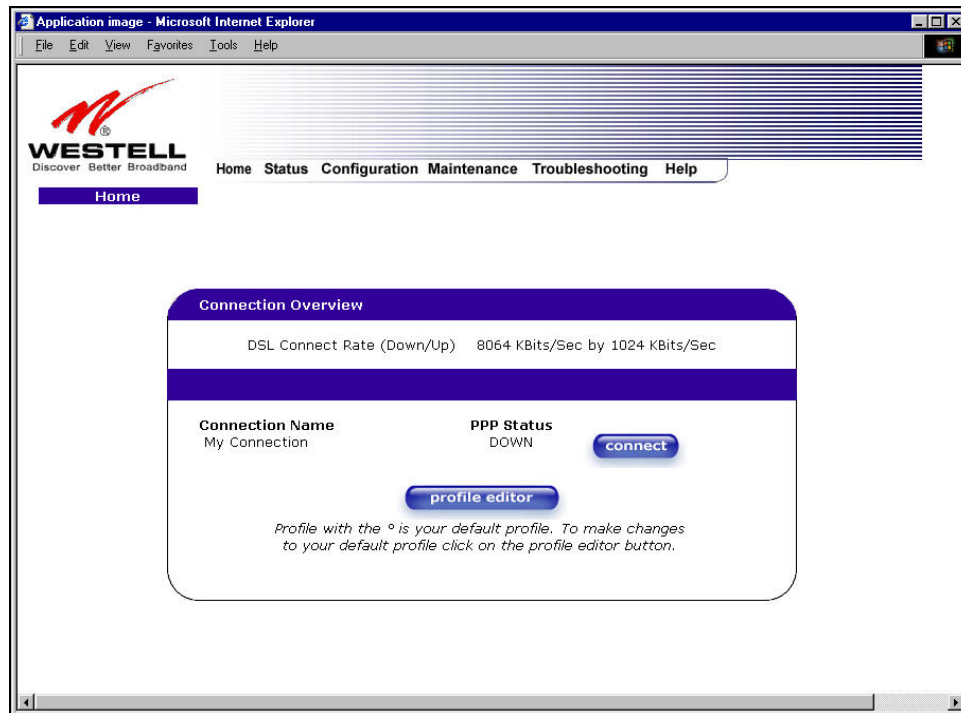 Application image - Microsoft Internet Explorer
File Edit View Favorites Tools Help
®
WESTELL
Discover Better Broadband
Home Status Configuration Maintenance Troubleshooting Help
Home
Connection Overview
DSL Connect Rate (Down/Up) 8064 KBits/Sec by 1024 KBits/Sec
Connection Name PPP Status
My Connection DOWN connect
profile editor
Profile with the º is your default profile. To make changes
to your default profile click on the profile editor button.